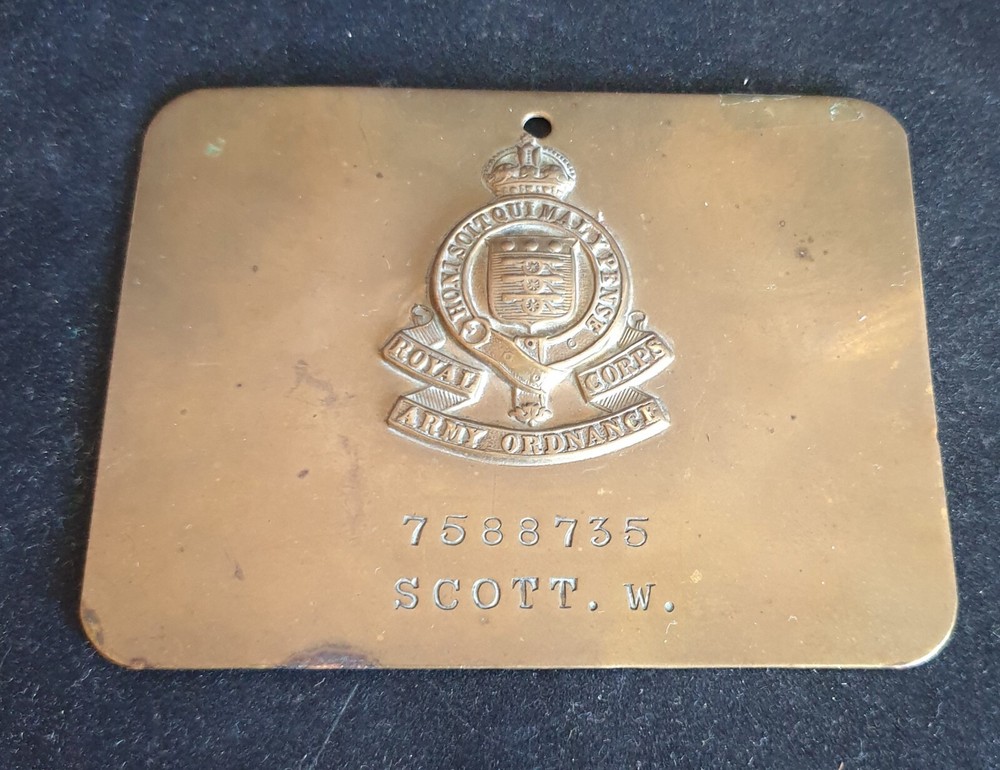 HONI SOIT QUI MAL Y PENSE
ROYAL CORPS
ARMY ORDNANCE
7588735
SCOTT. W.